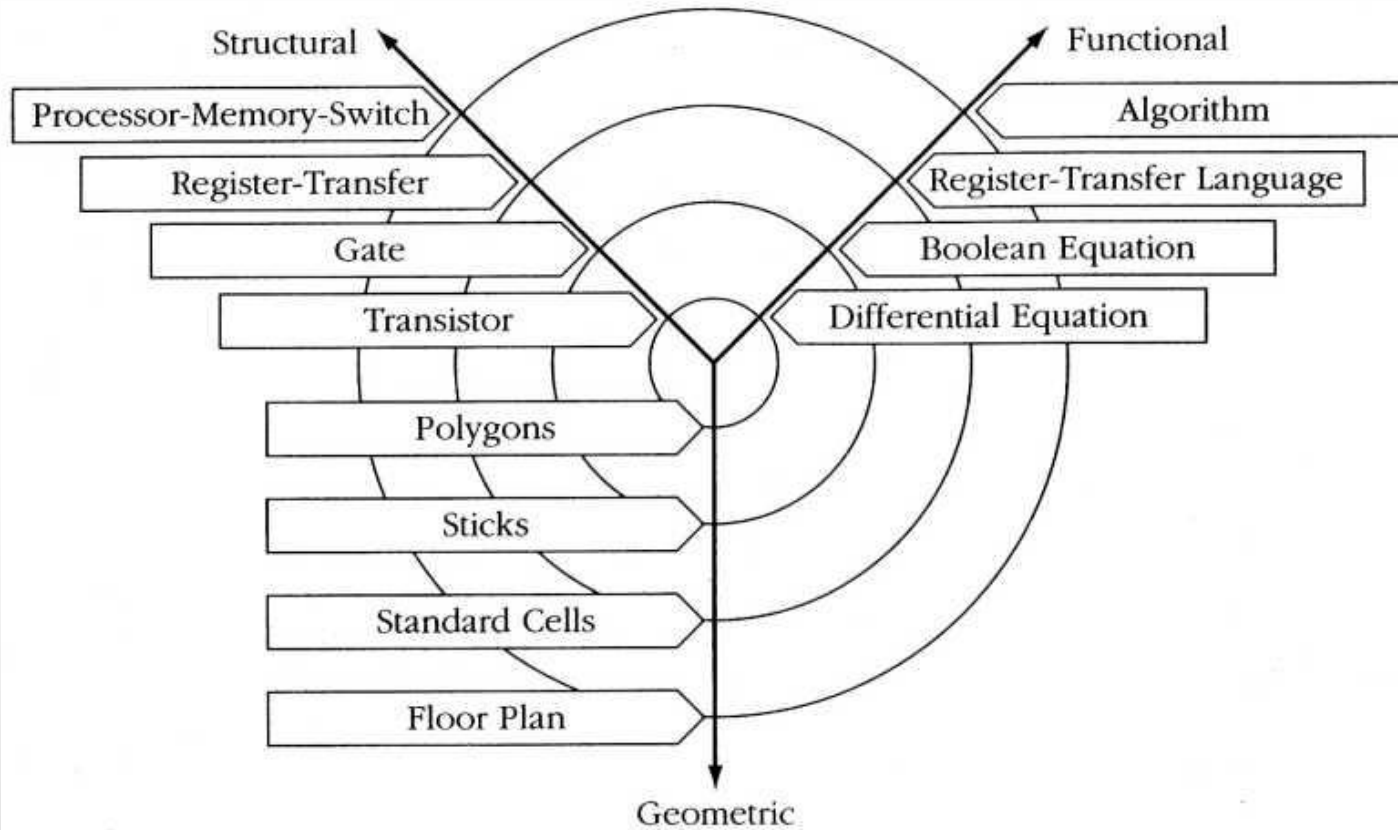 Structural
Functional
Processor-Memory-Switch
Algorithm
Register-Transfer
Register-Transfer Language
Gate
Boolean Equation
Transistor
Differential Equation
Polygons
Sticks
Standard Cells
Floor Plan
Geometric